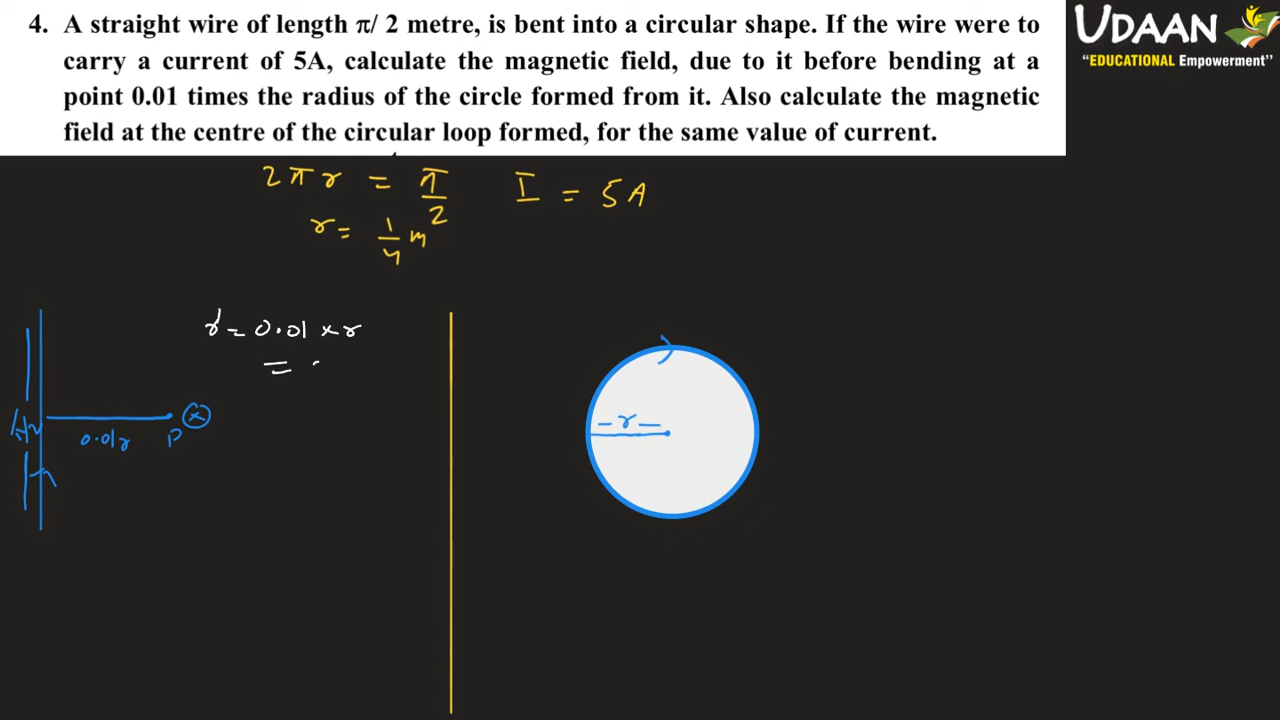 4. A straight wire of length π/ 2 metre, is bent into a circular shape. If the wire were to
carry a current of 5A, calculate the magnetic field, due to it before bending at a
point 0.01 times the radius of the circle formed from it. Also calculate the magnetic
field at the centre of the circular loop formed, for the same value of current.
UDAAN
“EDUCATIONAL Empowerment”
2πr = π/2 I = 5A
r = 1/4 m
r' = 0.01 × r
=
0.01r P
r